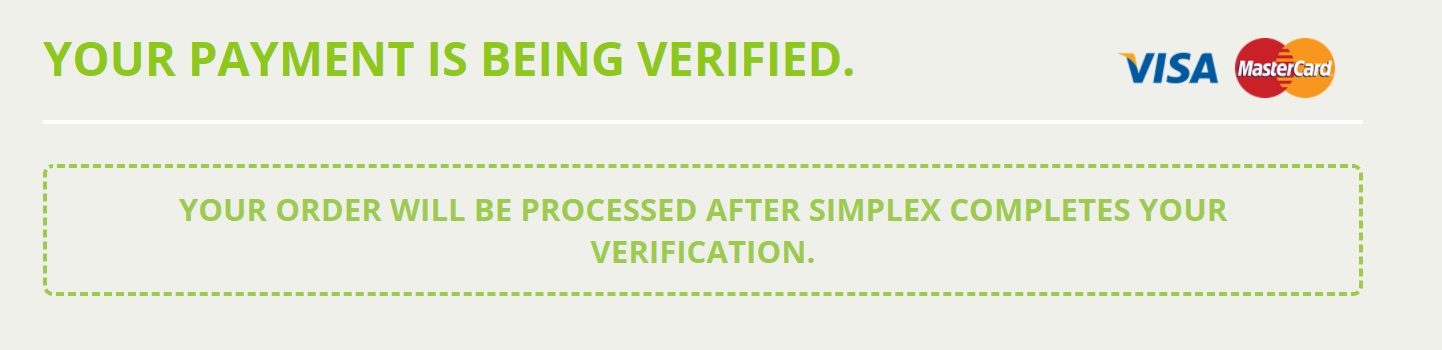 YOUR PAYMENT IS BEING VERIFIED.
VISA MasterCard
YOUR ORDER WILL BE PROCESSED AFTER SIMPLEX COMPLETES YOUR
VERIFICATION.